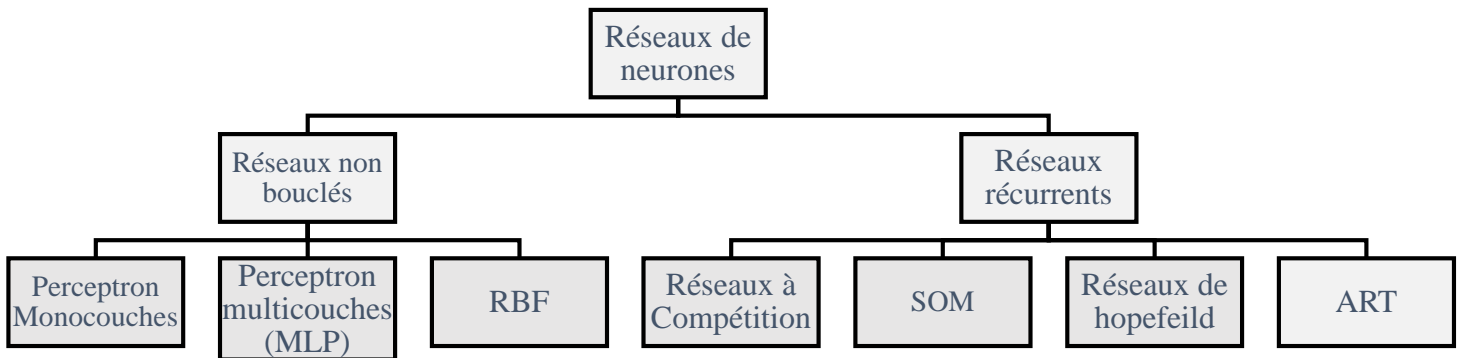 Réseaux de
neurones
Réseaux non
bouclés
Réseaux
récurrents
Perceptron
Monocouches
Perceptron
multicouches
(MLP)
RBF
Réseaux à
Compétition
SOM
Réseaux de
hopefeild
ART